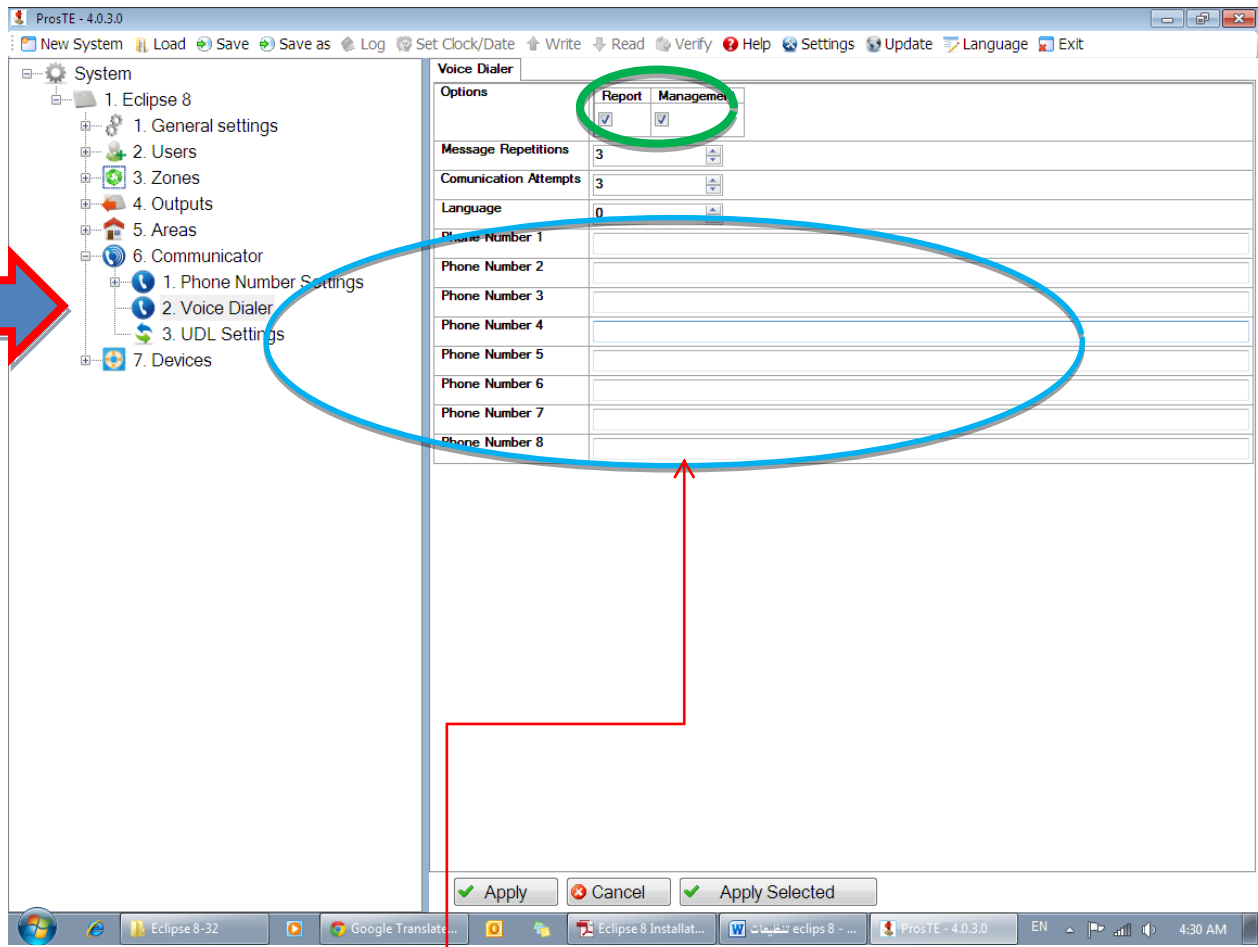 ProsTE - 4.0.3.0
New System Load Save Save as Log Set Clock/Date Write Read Verify Help Settings Update Language Exit
System
1. Eclipse 8
1. General settings
2. Users
3. Zones
4. Outputs
5. Areas
6. Communicator
1. Phone Number Settings
2. Voice Dialer
3. UDL Settings
7. Devices
Voice Dialer
Options
Report Management
Message Repetitions 3
Comunication Attempts 3
Language 0
Phone Number 1
Phone Number 2
Phone Number 3
Phone Number 4
Phone Number 5
Phone Number 6
Phone Number 7
Phone Number 8
Apply Cancel Apply Selected
Eclipse 8-32 Google Translate... Eclipse 8 Installat... تنظیمات eclips 8 - ... ProsTE - 4.0.3.0 EN 4:30 AM